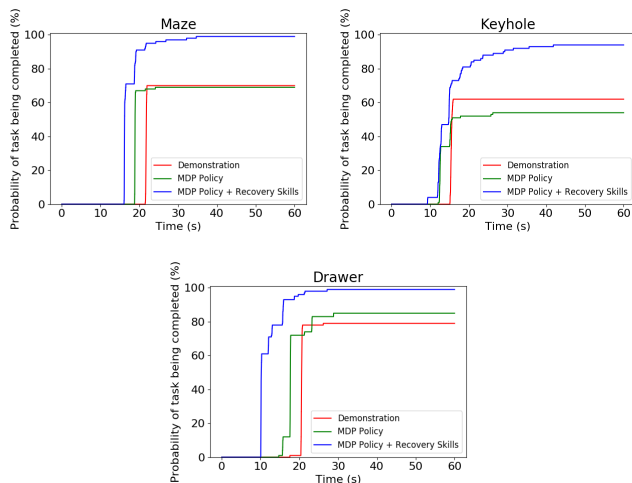 Maze
Probability of task being completed (%)
100
80
60
40
20
0
Demonstration
MDP Policy
MDP Policy + Recovery Skills
0 10 20 30 40 50 60
Time (s)
Keyhole
Probability of task being completed (%)
100
80
60
40
20
0
Demonstration
MDP Policy
MDP Policy + Recovery Skills
0 10 20 30 40 50 60
Time (s)
Drawer
Probability of task being completed (%)
100
80
60
40
20
0
Demonstration
MDP Policy
MDP Policy + Recovery Skills
0 10 20 30 40 50 60
Time (s)